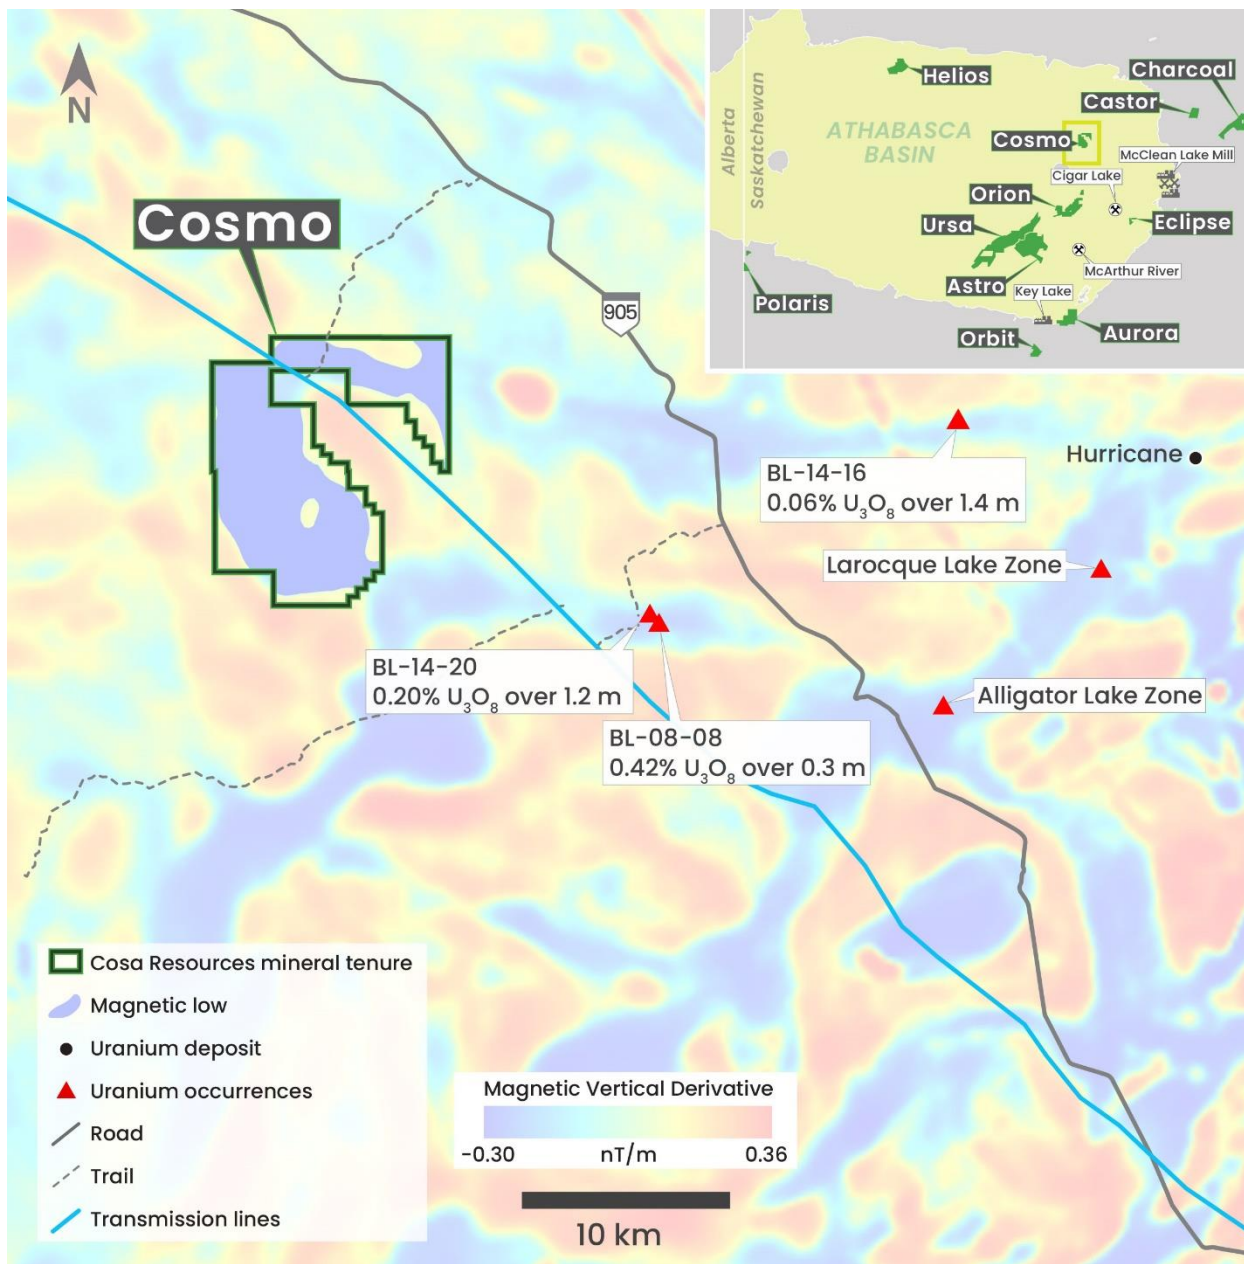 N
Cosmo
905
Alberta
Saskatchewan
ATHABASCA
BASIN
Helios
Charcoal
Castor
Cosmo
McClean Lake Mill
Cigar Lake
Orion
Ursa
Eclipse
McArthur River
Astro
Key Lake
Polaris
Orbit
Aurora
BL-14-16
0.06% U₃O₈ over 1.4 m
Hurricane
Larocque Lake Zone
BL-14-20
0.20% U₃O₈ over 1.2 m
Alligator Lake Zone
BL-08-08
0.42% U₃O₈ over 0.3 m
Cosa Resources mineral tenure
Magnetic low
Uranium deposit
Uranium occurrences
Road
Trail
Transmission lines
Magnetic Vertical Derivative
-0.30 nT/m 0.36
10 km